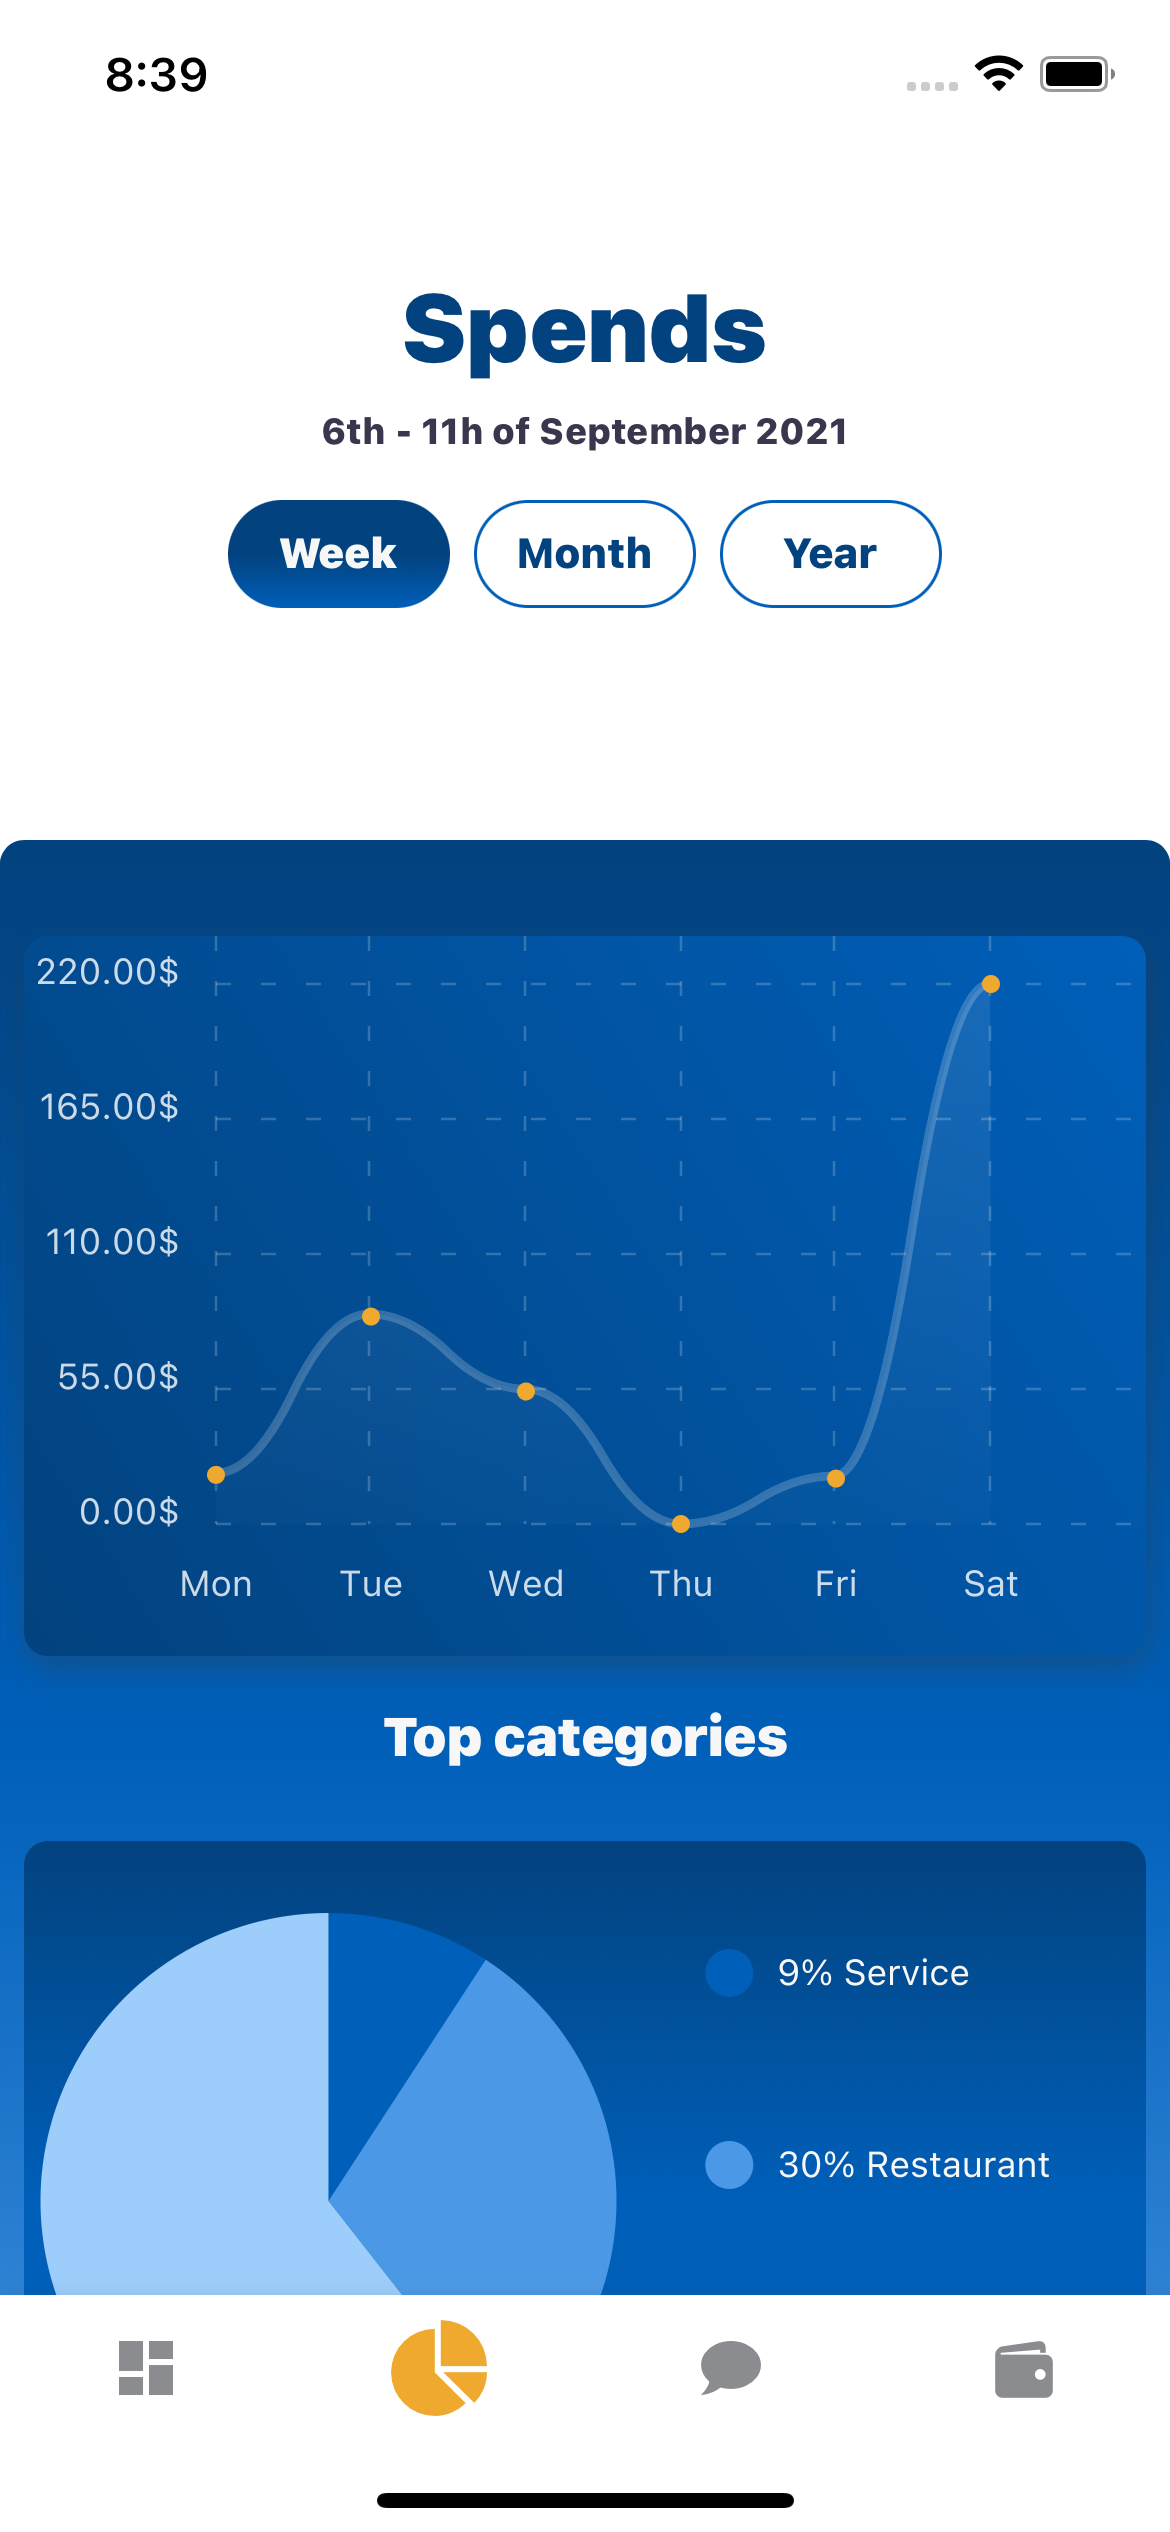 8:39
Spends
6th - 11h of September 2021
Week Month Year
220.00$
165.00$
110.00$
55.00$
0.00$
Mon Tue Wed Thu Fri Sat
Top categories
9% Service
30% Restaurant